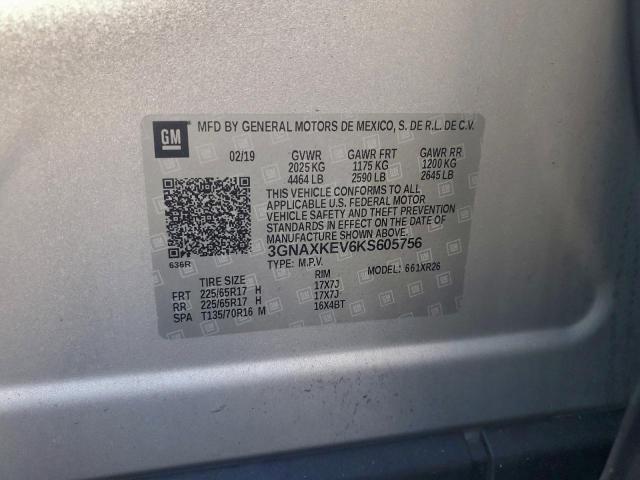 GM
MFD BY GENERAL MOTORS DE MEXICO, S. DE R.L. DE C.V.
02/19 GVWR GAWR FRT GAWR RR
2025 KG 1175 KG 1200 KG
4464 LB 2590 LB 2645 LB
THIS VEHICLE CONFORMS TO ALL
APPLICABLE U.S. FEDERAL MOTOR
VEHICLE SAFETY AND THEFT PREVENTION
STANDARDS IN EFFECT ON THE DATE OF
MANUFACTURE SHOWN ABOVE.
3GNAXKEV6KS605756
636R
TYPE: M.P.V. MODEL: 661XR26
TIRE SIZE RIM
FRT 225/65R17 H 17X7J
RR 225/65R17 H 17X7J
SPA T135/70R16 M 16X4BT